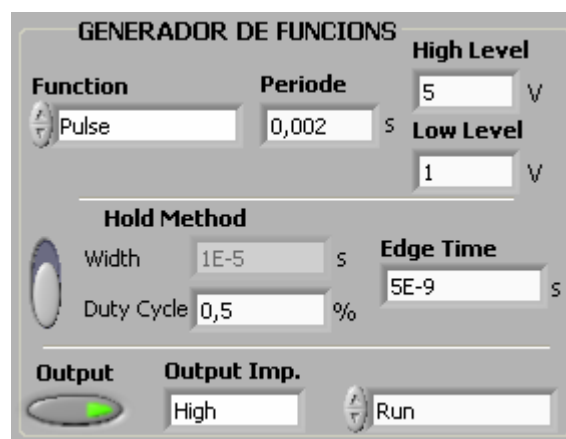 GENERADOR DE FUNCIONS
High Level
Function
Periode
5 V
Pulse
0,002 s
Low Level
1 V
Hold Method
Width 1E-5 s
Edge Time
5E-9 s
Duty Cycle 0,5 %
Output
Output Imp.
High
Run